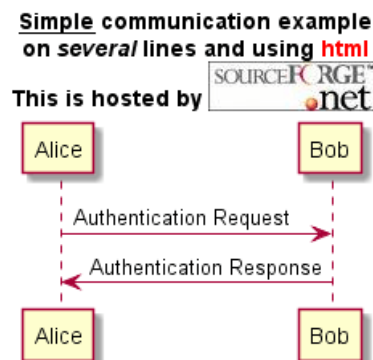 Simple communication example
on several lines and using html
This is hosted by SOURCEFORGE™.net
Alice Bob
Authentication Request
Authentication Response
Alice Bob